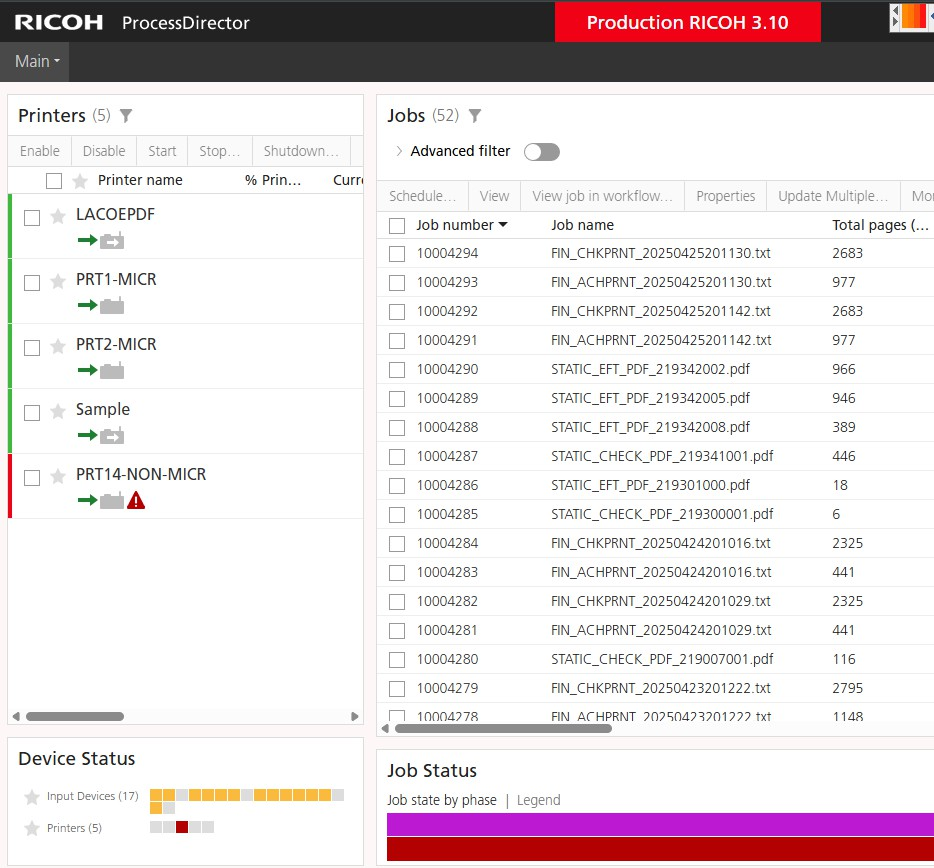 RICOH ProcessDirector
Production RICOH 3.10
Main
Printers (5)
Enable Disable Start Stop... Shutdown...
Printer name % Prin... Curre
LACOEPDF
PRT1-MICR
PRT2-MICR
Sample
PRT14-NON-MICR
Device Status
Input Devices (17)
Printers (5)
Jobs (52)
Advanced filter
Schedule... View View job in workflow... Properties Update Multiple... Mo
Job number Job name Total pages (...
10004294 FIN_CHKPRNT_20250425201130.txt 2683
10004293 FIN_ACHPRNT_20250425201130.txt 977
10004292 FIN_CHKPRNT_20250425201142.txt 2683
10004291 FIN_ACHPRNT_20250425201142.txt 977
10004290 STATIC_EFT_PDF_219342002.pdf 966
10004289 STATIC_EFT_PDF_219342005.pdf 946
10004288 STATIC_EFT_PDF_219342008.pdf 389
10004287 STATIC_CHECK_PDF_219341001.pdf 446
10004286 STATIC_EFT_PDF_219301000.pdf 18
10004285 STATIC_CHECK_PDF_219300001.pdf 6
10004284 FIN_CHKPRNT_20250424201016.txt 2325
10004283 FIN_ACHPRNT_20250424201016.txt 441
10004282 FIN_CHKPRNT_20250424201029.txt 2325
10004281 FIN_ACHPRNT_20250424201029.txt 441
10004280 STATIC_CHECK_PDF_219007001.pdf 116
10004279 FIN_CHKPRNT_20250423201222.txt 2795
10004278 FIN_ACHPRNT_20250423201222.txt 1148
Job Status
Job state by phase | Legend